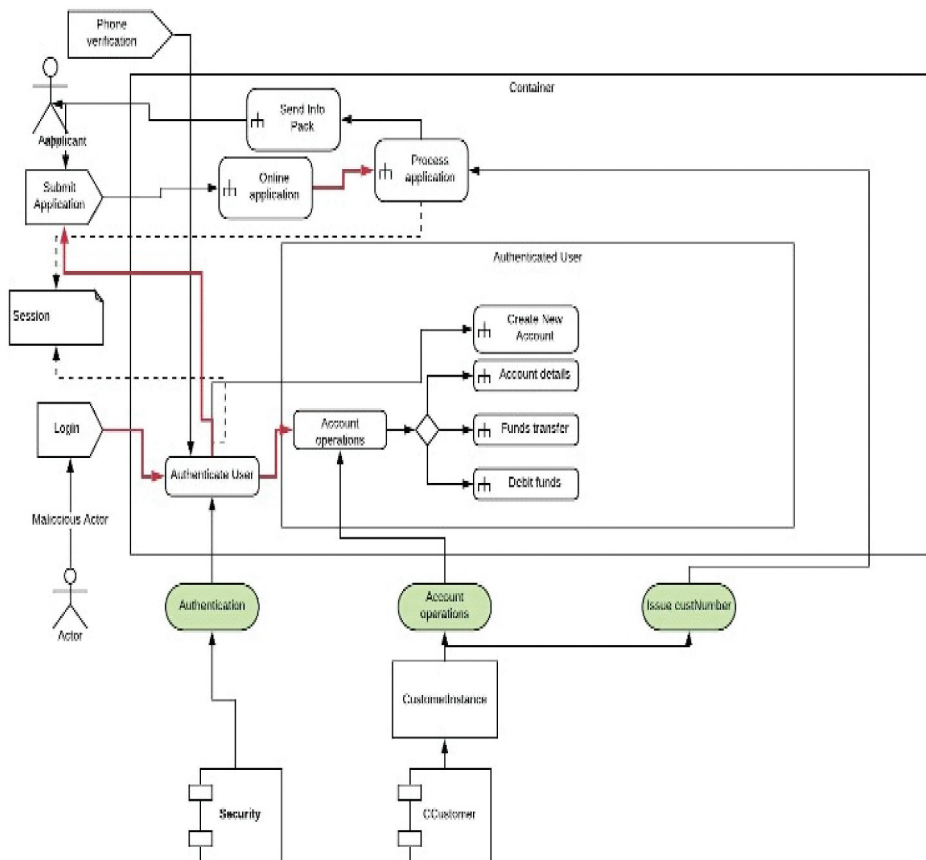 Phone
verification
Container
Send Info
Pack
Applicant
Process
application
Online
application
Submit
Application
Authenticated User
Session
Create New
Account
Account details
Login
Account
operations
Funds transfer
Authenticate User
Debit funds
Maliccious Actor
Authentication
Account
operations
Issue custNumber
Actor
CustometInstance
Security
CCustomer